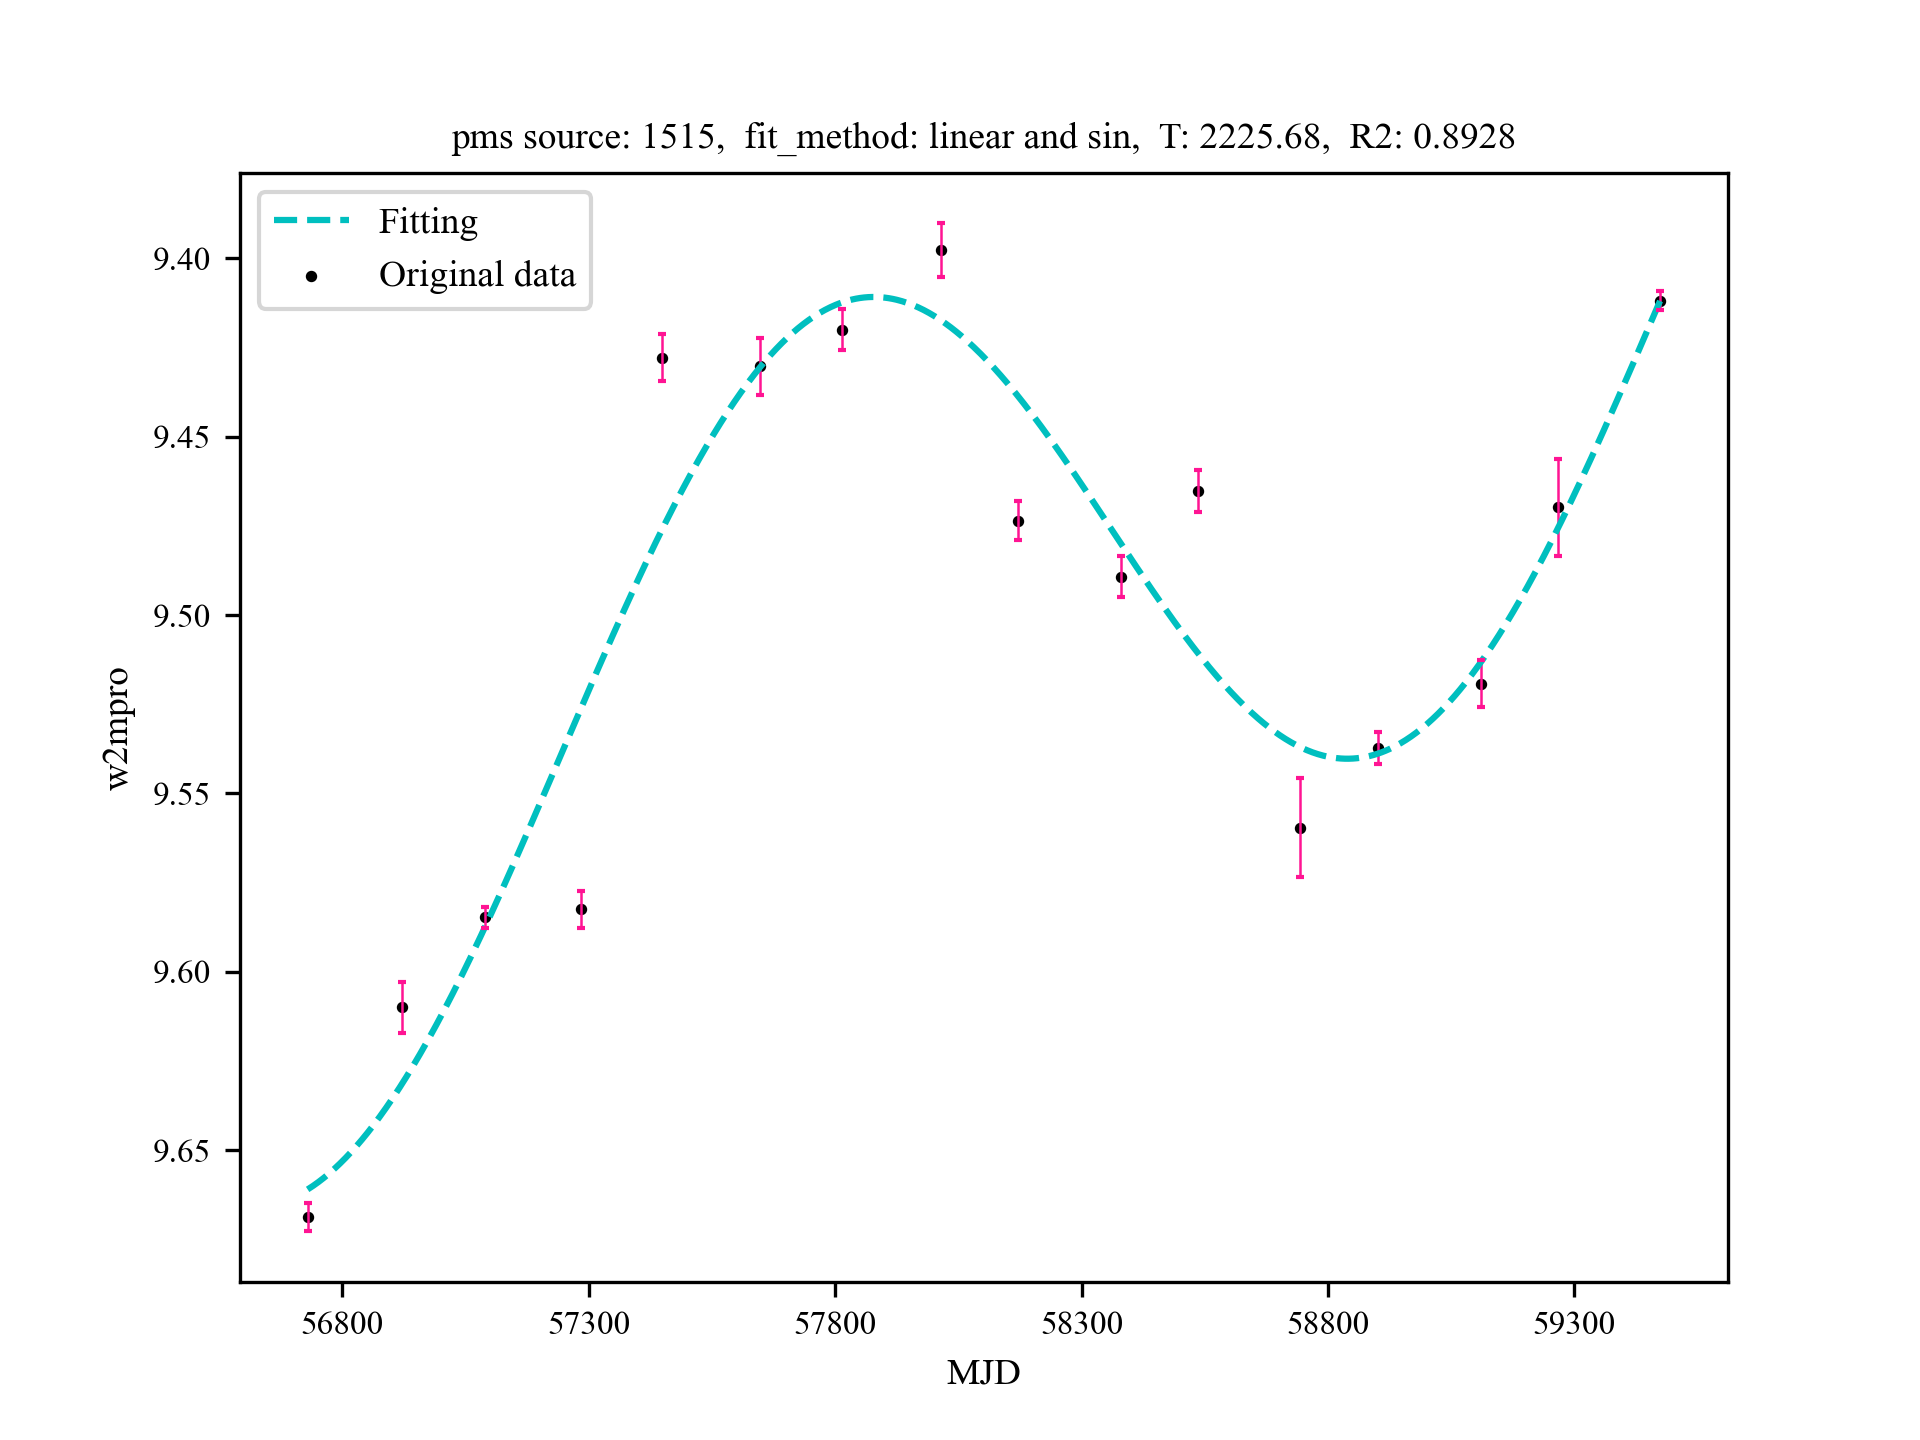 pms source: 1515,  fit_method: linear and sin,  T: 2225.68,  R2: 0.8928
Fitting
Original data
9.40
9.45
9.50
9.55
9.60
9.65
w2mpro
56800 57300 57800 58300 58800 59300
MJD